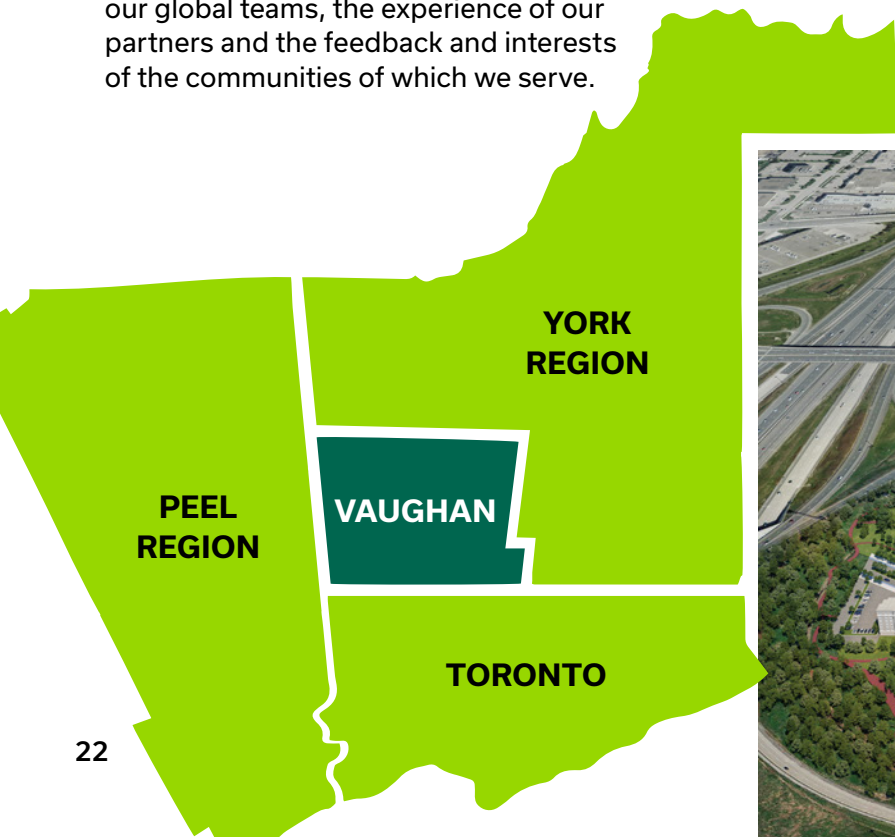 our global teams, the experience of our
partners and the feedback and interests
of the communities of which we serve.
YORK
REGION
PEEL
REGION
VAUGHAN
TORONTO
22